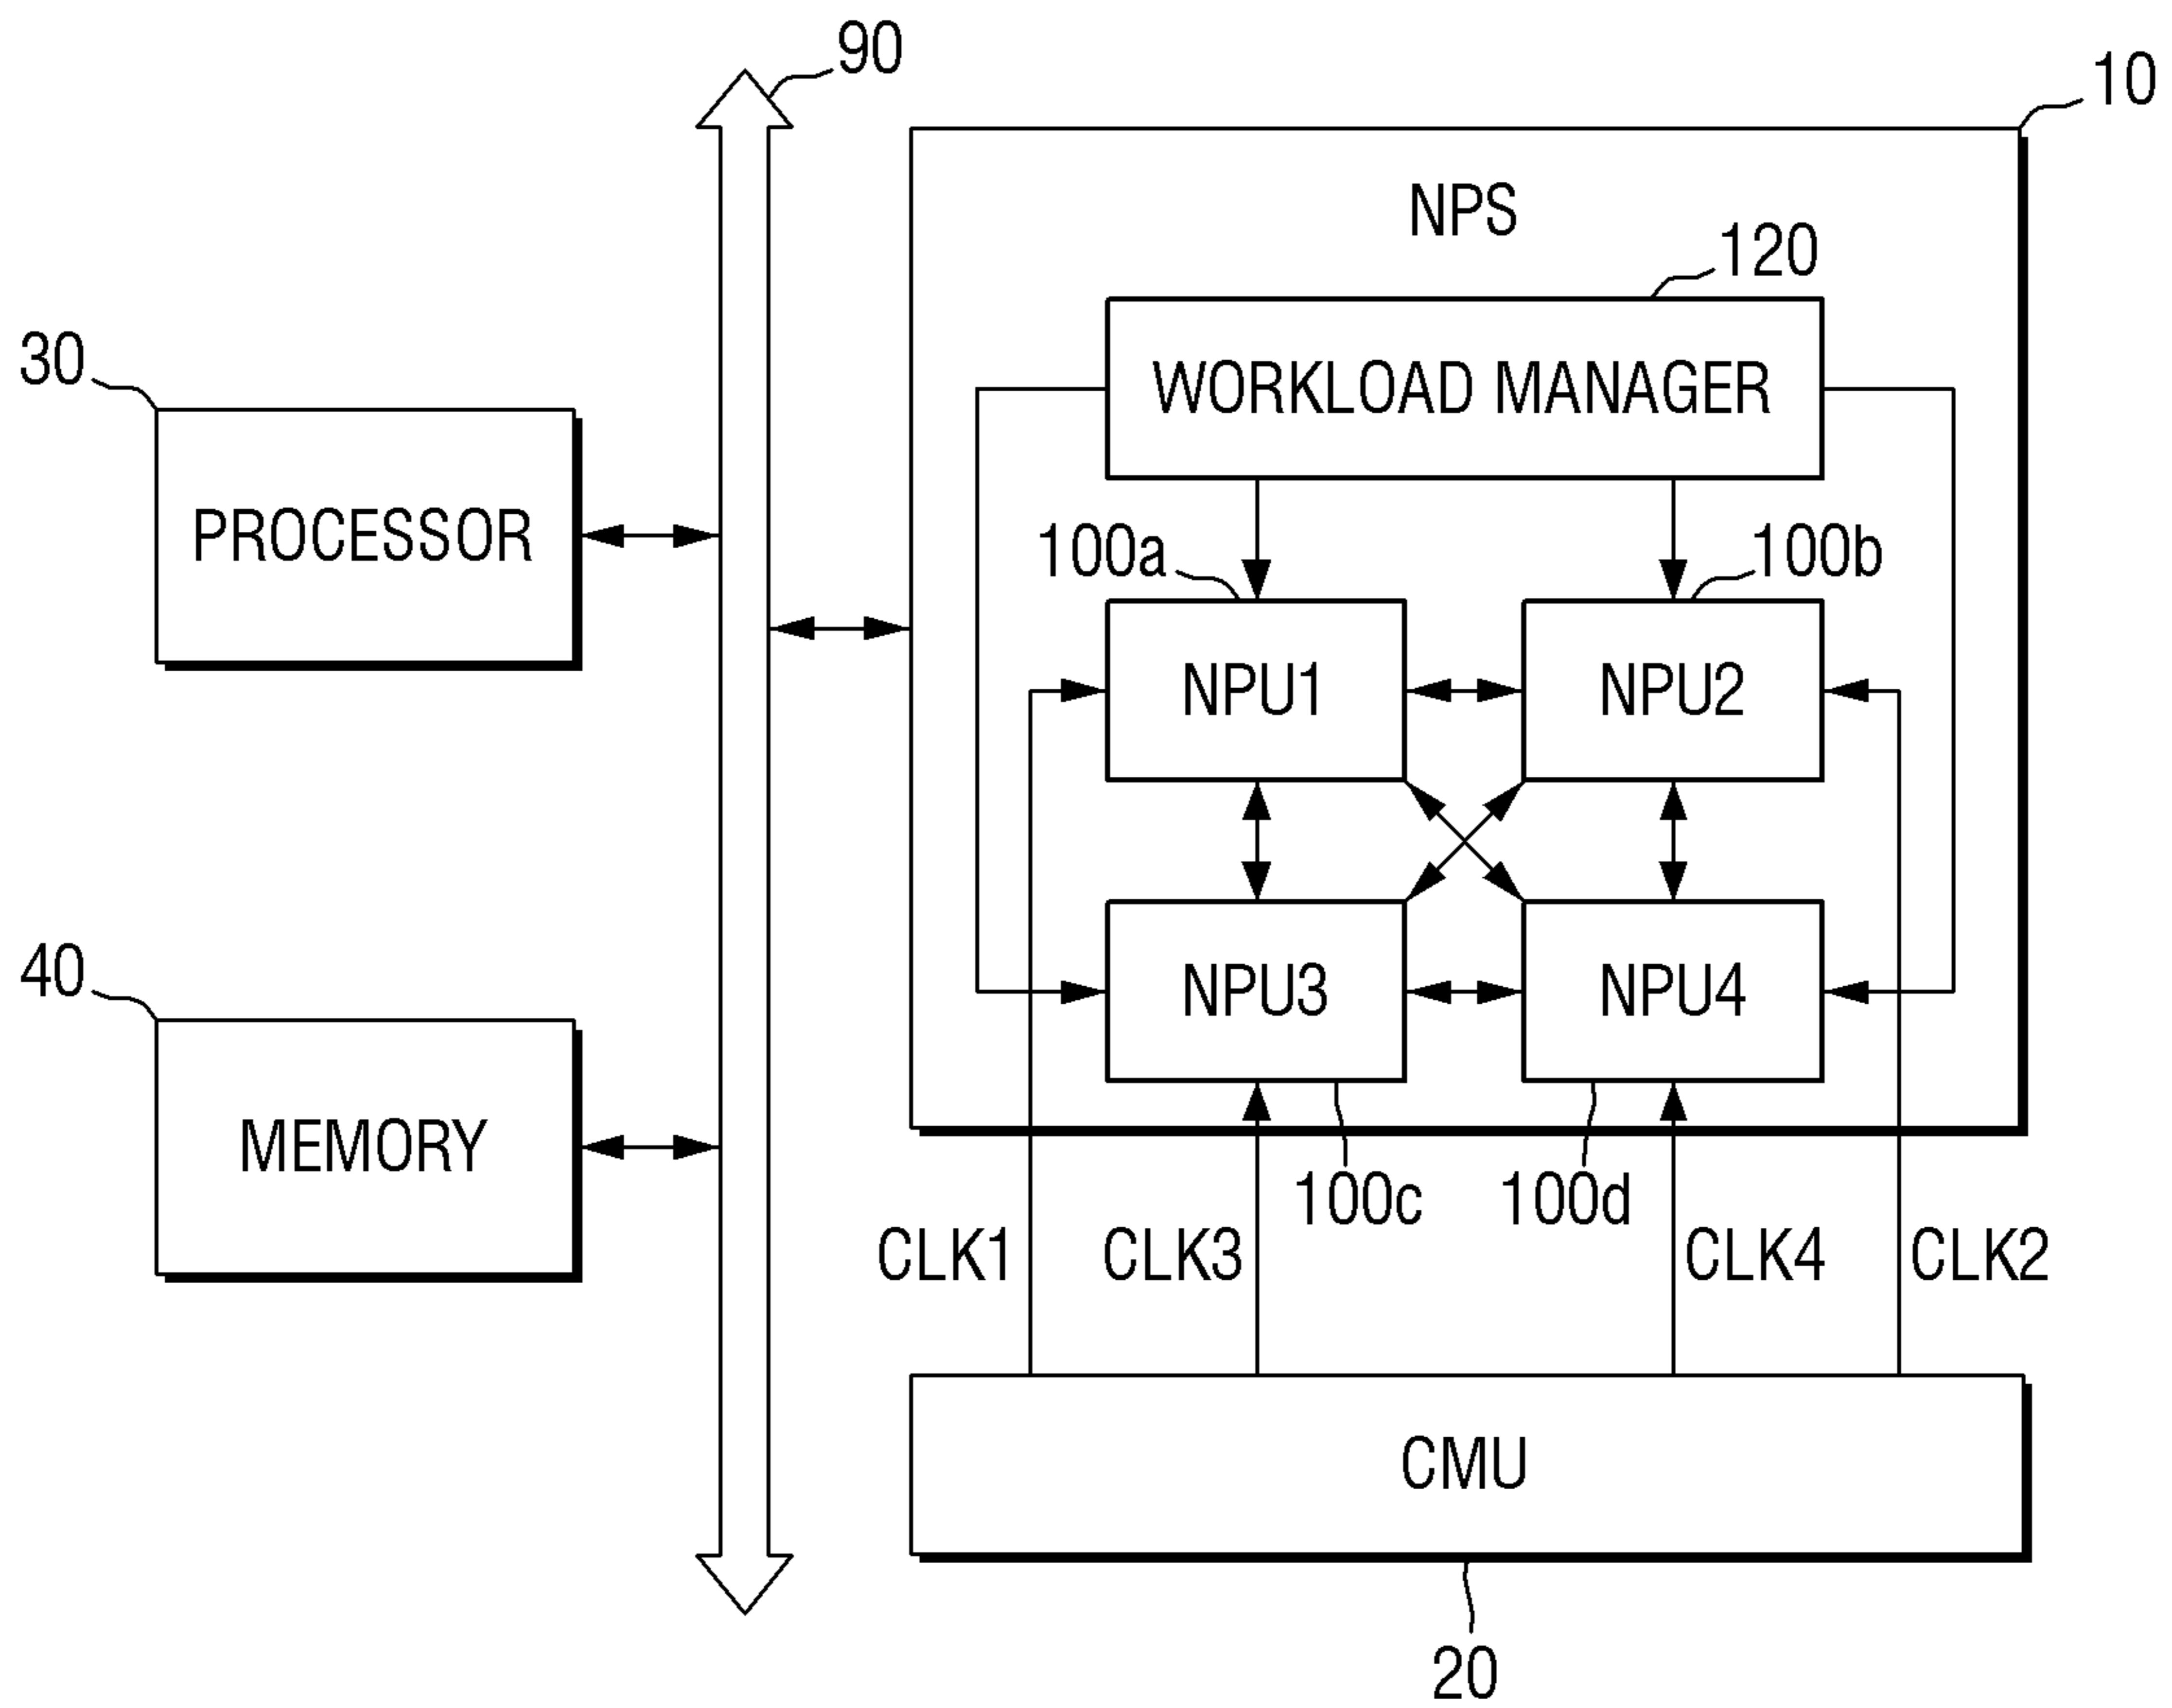 90
10
NPS
120
30
WORKLOAD MANAGER
PROCESSOR
100a
100b
NPU1
NPU2
40
NPU3
NPU4
MEMORY
100c
100d
CLK1
CLK3
CLK4
CLK2
CMU
20